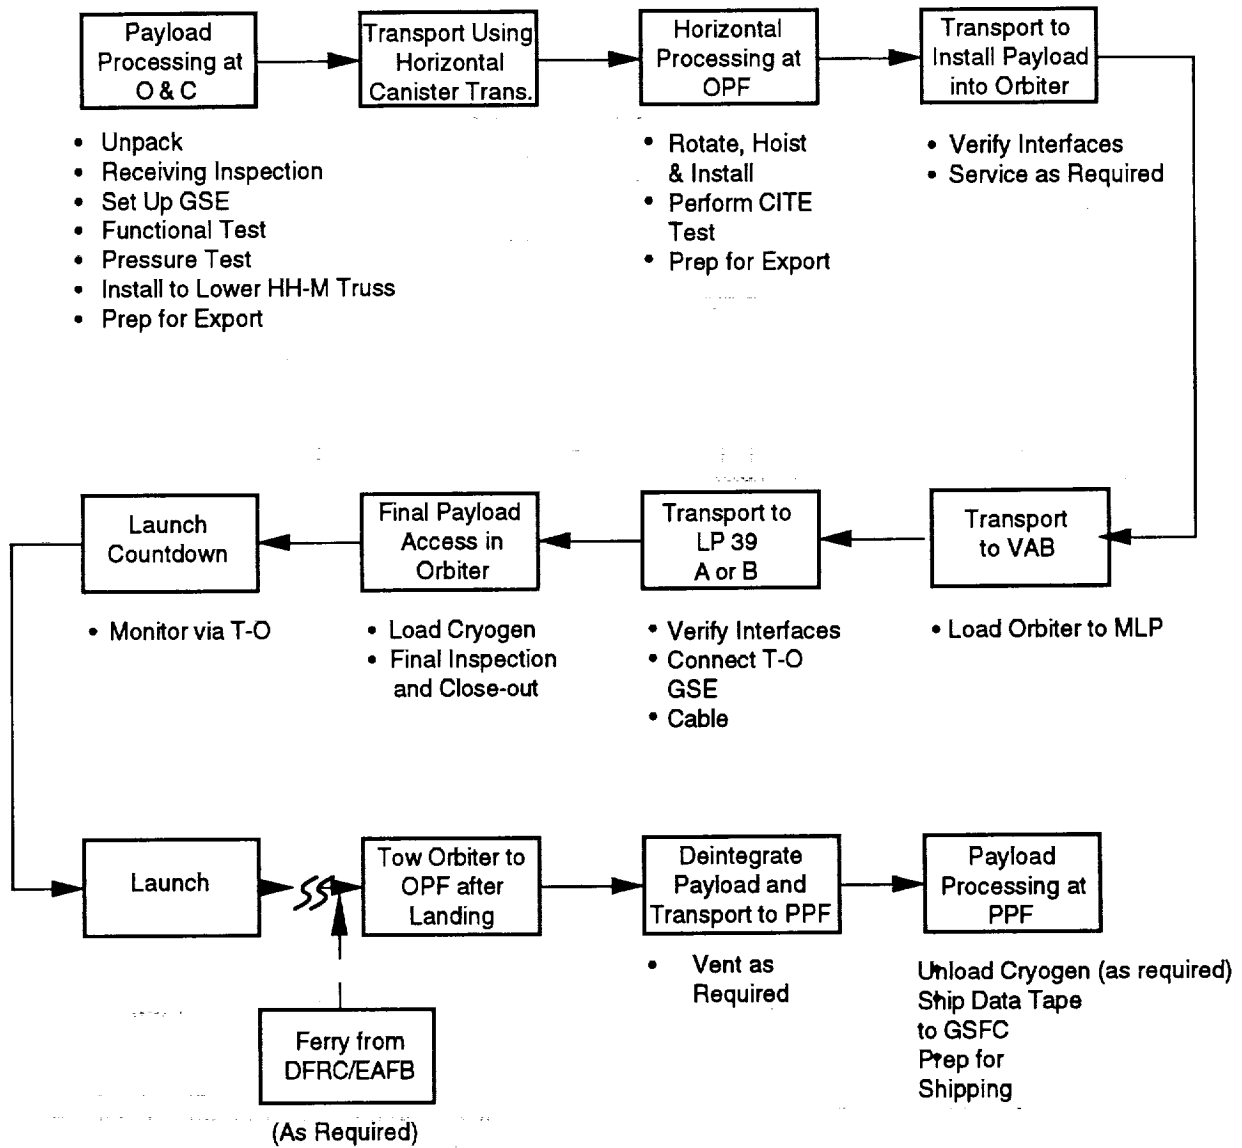 Payload
Processing at
O & C
Transport Using
Horizontal
Canister Trans.
Horizontal
Processing at
OPF
Transport to
Install Payload
into Orbiter
• Unpack
• Receiving Inspection
• Set Up GSE
• Functional Test
• Pressure Test
• Install to Lower HH-M Truss
• Prep for Export
• Rotate, Hoist
& Install
• Perform CITE
Test
• Prep for Export
• Verify Interfaces
• Service as Required
Launch
Countdown
Final Payload
Access in
Orbiter
Transport to
LP 39
A or B
Transport
to VAB
• Monitor via T-O
• Load Cryogen
• Final Inspection
and Close-out
• Verify Interfaces
• Connect T-O
GSE
• Cable
• Load Orbiter to MLP
Launch
Tow Orbiter to
OPF after
Landing
Deintegrate
Payload and
Transport to PPF
Payload
Processing at
PPF
• Vent as
Required
Unload Cryogen (as required)
Ship Data Tape
to GSFC
Prep for
Shipping
Ferry from
DFRC/EAFB
(As Required)